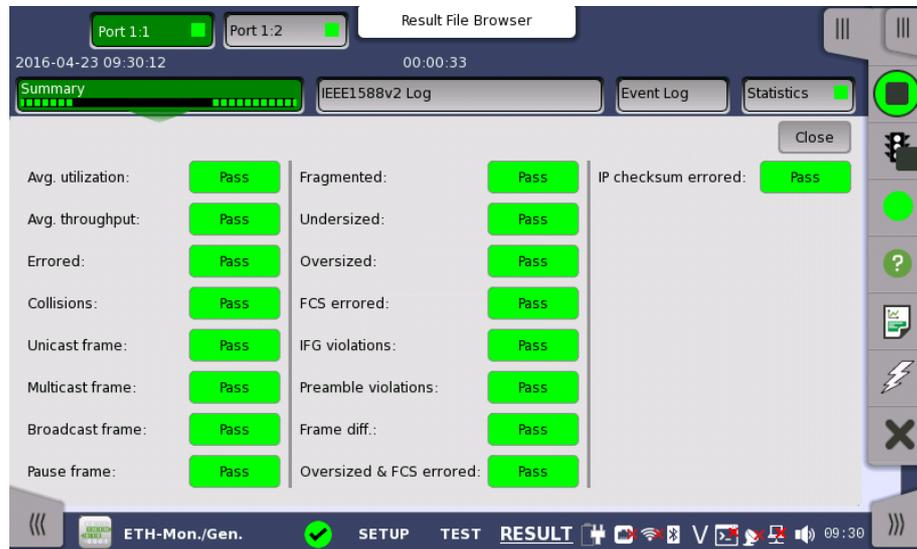 Result File Browser
Port 1:1
Port 1:2
2016-04-23 09:30:12
00:00:33
Summary
IEEE1588v2 Log
Event Log
Statistics
Close
Avg. utilization: Pass
Fragmented: Pass
IP checksum errored: Pass
Avg. throughput: Pass
Undersized: Pass
Errored: Pass
Oversized: Pass
Collisions: Pass
FCS errored: Pass
Unicast frame: Pass
IFG violations: Pass
Multicast frame: Pass
Preamble violations: Pass
Broadcast frame: Pass
Frame diff.: Pass
Pause frame: Pass
Oversized & FCS errored: Pass
ETH-Mon./Gen.
SETUP
TEST
RESULT
V
09:30